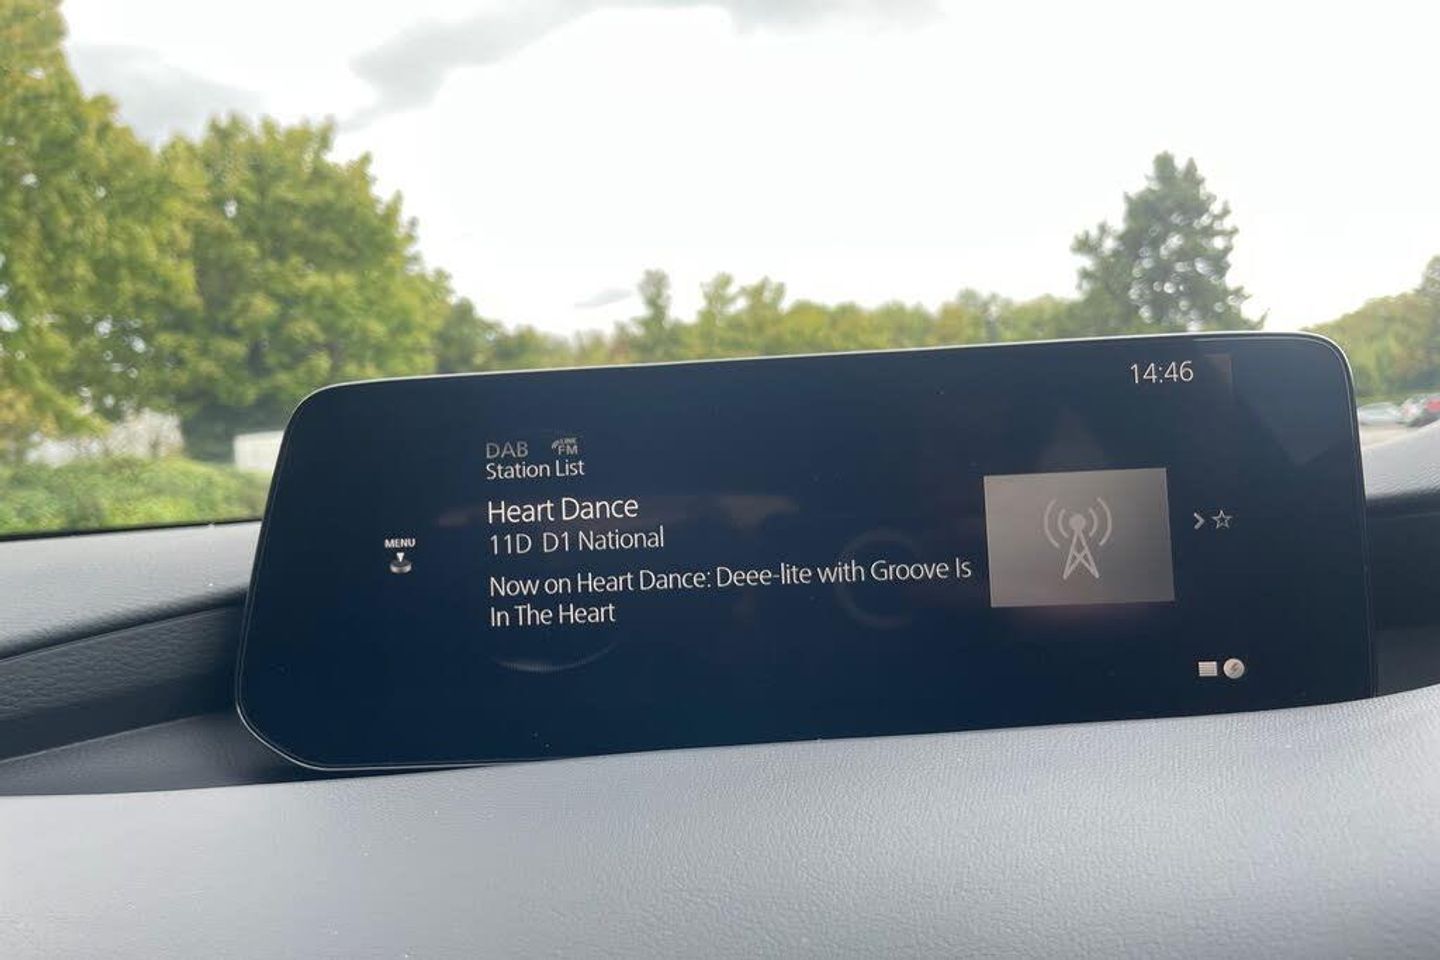 14:46
DAB LINK FM
Station List
Heart Dance
11D D1 National
MENU
Now on Heart Dance: Deee-lite with Groove Is
In The Heart